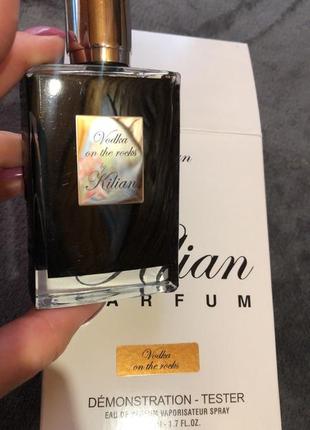 Vodka
on the rocks
by
Kilian
Kilian
PARFUM
Vodka
on the rocks
DÉMONSTRATION - TESTER
EAU DE PARFUM VAPORISATEUR SPRAY
1.7 FL.OZ.